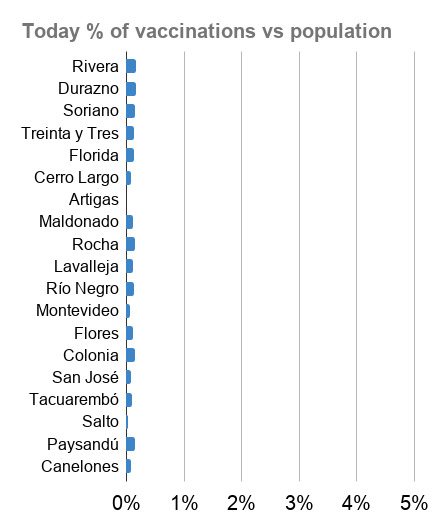 Today % of vaccinations vs population
Rivera
Durazno
Soriano
Treinta y Tres
Florida
Cerro Largo
Artigas
Maldonado
Rocha
Lavalleja
Río Negro
Montevideo
Flores
Colonia
San José
Tacuarembó
Salto
Paysandú
Canelones
0% 1% 2% 3% 4% 5%